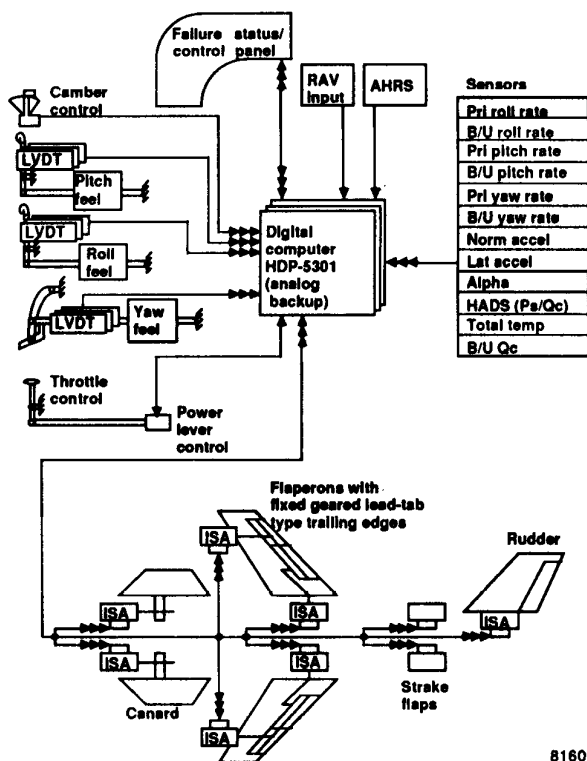 Failure status/
control panel
Camber
control
RAV
input
AHRS
Sensors
Pri roll rate
B/U roll rate
Pri pitch rate
B/U pitch rate
Pri yaw rate
B/U yaw rate
Norm accel
Lat accel
Alpha
HADS (Ps/Qc)
Total temp
B/U Qc
LVDT
Pitch
feel
LVDT
Roll
feel
LVDT
Yaw
feel
Digital
computer
HDP-5301
(analog
backup)
Throttle
control
Power
lever
control
Flaperons with
fixed geared lead-tab
type trailing edges
Rudder
ISA
ISA
ISA
ISA
ISA
ISA
ISA
Canard
Strake
flaps
8160